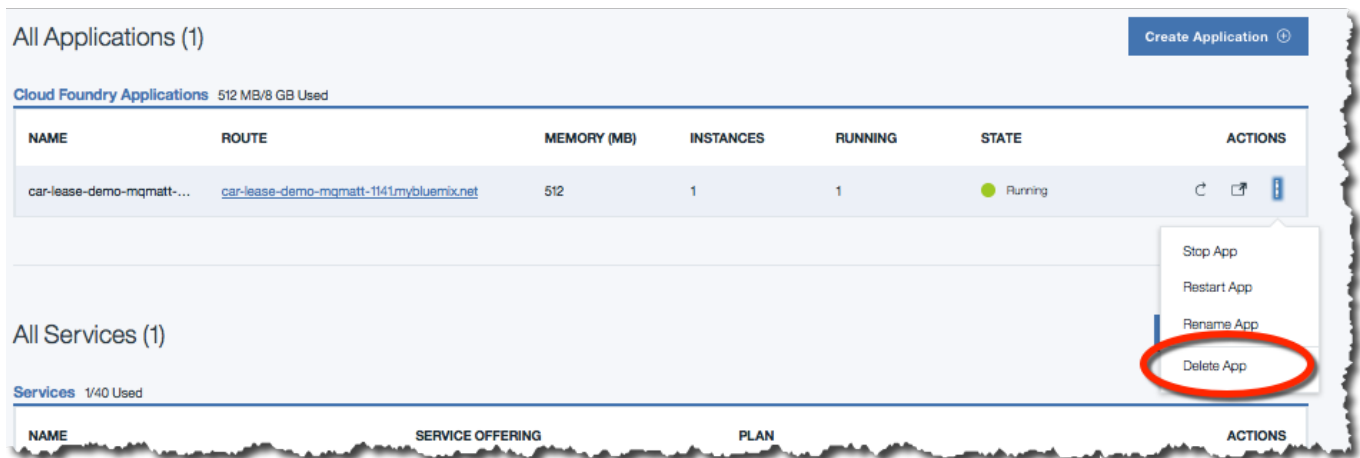 All Applications (1)
Create Application
Cloud Foundry Applications 512 MB/8 GB Used
NAME ROUTE MEMORY (MB) INSTANCES RUNNING STATE ACTIONS
car-lease-demo-mqmatt-... car-lease-demo-mqmatt-1141.mybluemix.net 512 1 1 Running
Stop App
Restart App
Rename App
All Services (1)
Delete App
Services 1/40 Used
NAME SERVICE OFFERING PLAN ACTIONS